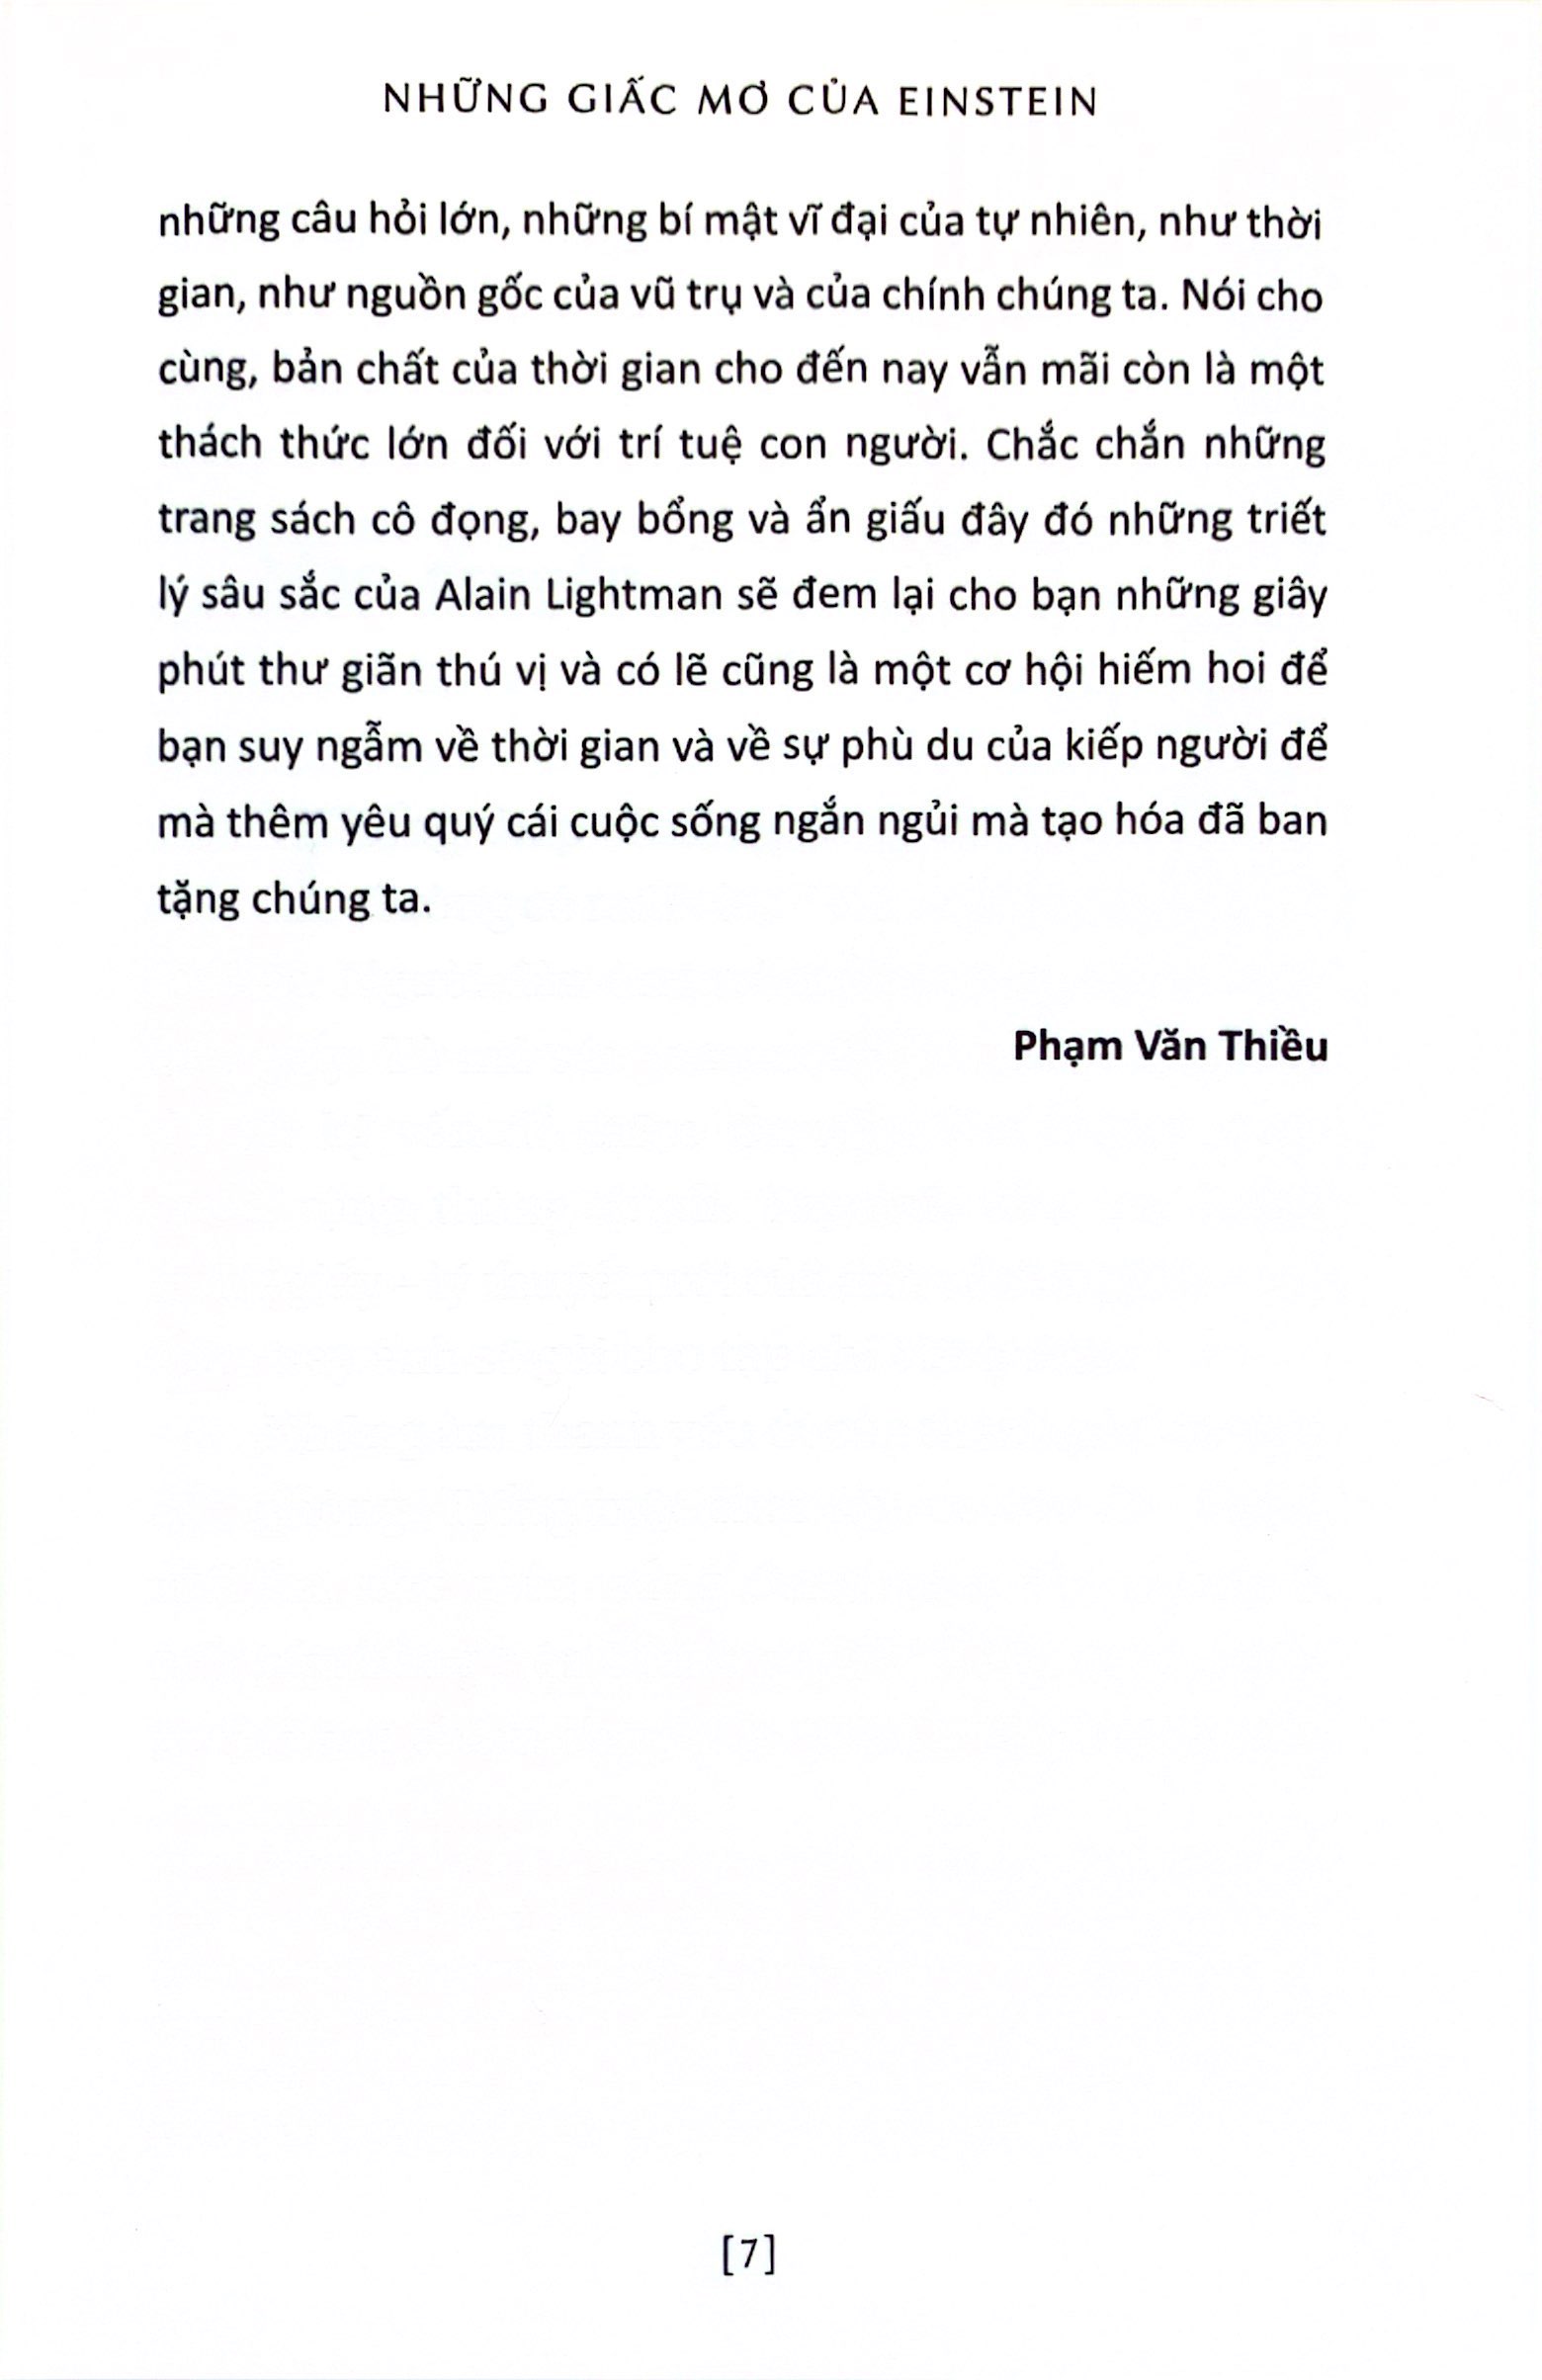 NHỮNG GIẤC MƠ CỦA EINSTEIN
những câu hỏi lớn, những bí mật vĩ đại của tự nhiên, như thời
gian, như nguồn gốc của vũ trụ và của chính chúng ta. Nói cho
cùng, bản chất của thời gian cho đến nay vẫn mãi còn là một
thách thức lớn đối với trí tuệ con người. Chắc chắn những
trang sách cô đọng, bay bổng và ẩn giấu đây đó những triết
lý sâu sắc của Alain Lightman sẽ đem lại cho bạn những giây
phút thư giãn thú vị và có lẽ cũng là một cơ hội hiếm hoi để
bạn suy ngẫm về thời gian và về sự phù du của kiếp người để
mà thêm yêu quý cái cuộc sống ngắn ngủi mà tạo hóa đã ban
tặng chúng ta.
Phạm Văn Thiều
[7]